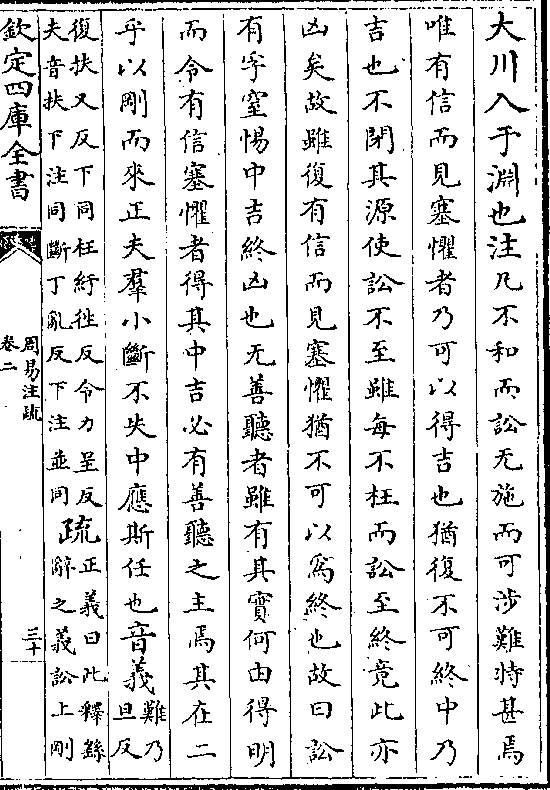 大川入于淵也注凡不和而訟无施而可涉難特甚焉
唯有信而見塞懼者乃可以得吉也猶復不可終中乃
吉也不閉其源使訟不至雖每不枉而訟至終竟此亦
凶矣故雖復有信而見塞懼猶不可以爲終也故曰訟
有孚窒惕中吉終凶也无善聽者雖有其實何由得明
而令有信塞懼者得其中吉必有善聽之主焉其在二
乎以剛而來正夫羣小斷不失中應斯任也音義難乃
旦反
復扶又反下同枉紆徃反令力呈反
夫音扶下注同斷丁亂反下注並同
疏正義曰此釋繇
辭之義訟上剛
欽定四庫全書
周易注疏
卷二
三十